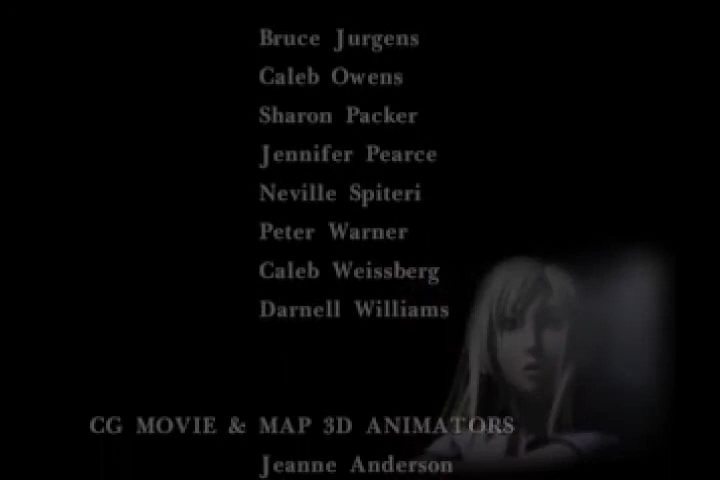 Bruce Jurgens
Caleb Owens
Sharon Packer
Jennifer Pearce
Neville Spiteri
Peter Warner
Caleb Weissberg
Darnell Williams
CG MOVIE & MAP 3D ANIMATORS
Jeanne Anderson